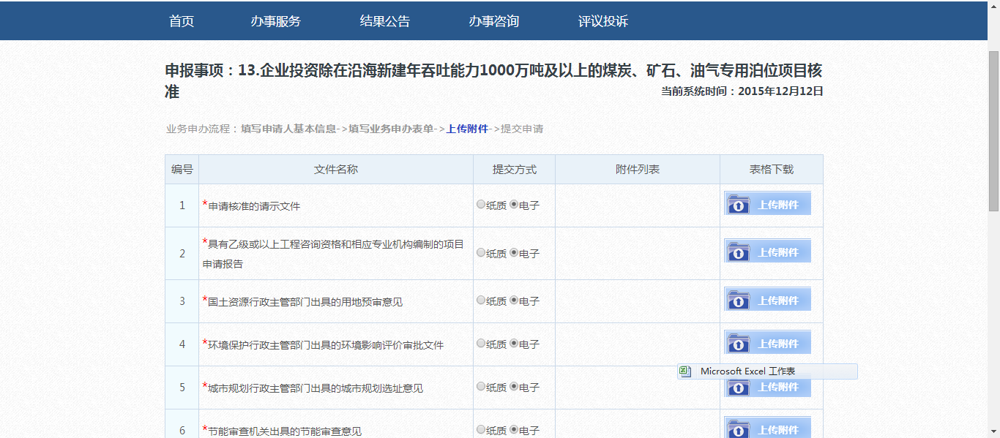 首页 办事服务 结果公告 办事咨询 评议投诉
申报事项：13.企业投资除在沿海新建年吞吐能力1000万吨及以上的煤炭、矿石、油气专用泊位项目核
准
当前系统时间：2015年12月12日
业务申办流程：填写申请人基本信息->填写业务申办表单->上传附件->提交申请
编号 文件名称 提交方式 附件列表 表格下载
1 *申请核准的请示文件 纸质 电子 上传附件
2 *具有乙级或以上工程咨询资格和相应专业机构编制的项目
申请报告 纸质 电子 上传附件
3 *国土资源行政主管部门出具的用地预审意见 纸质 电子 上传附件
4 *环境保护行政主管部门出具的环境影响评价审批文件 纸质 电子 上传附件
Microsoft Excel 工作表
5 *城市规划行政主管部门出具的城市规划选址意见 纸质 电子 上传附件
6 *节能审查机关出具的节能审查意见 纸质 电子 上传附件